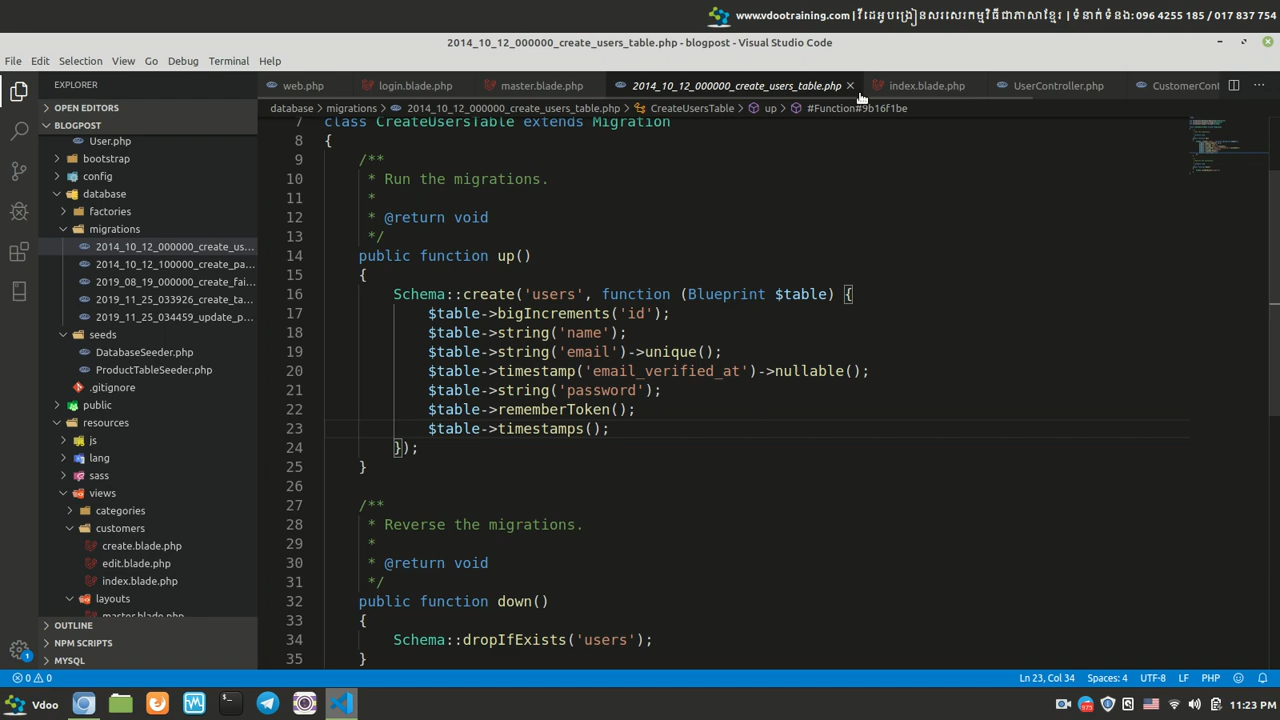 www.vdootraining.com | វីដេអូបង្រៀនសរសេរកម្មវិធីជាភាសាខ្មែរ | ទំនាក់ទំនង: 096 4255 185 / 017 837 754
2014_10_12_000000_create_users_table.php - blogpost - Visual Studio Code
File Edit Selection View Go Debug Terminal Help
EXPLORER
web.php login.blade.php master.blade.php 2014_10_12_000000_create_users_table.php index.blade.php UserController.php CustomerCont
OPEN EDITORS
database > migrations > 2014_10_12_000000_create_users_table.php > CreateUsersTable > up > #Function#9b16f1be
BLOGPOST
User.php
bootstrap
config
database
factories
migrations
2014_10_12_000000_create_us...
2014_10_12_100000_create_pa...
2019_08_19_000000_create_fai...
2019_11_25_033926_create_ta...
2019_11_25_034459_update_p...
seeds
DatabaseSeeder.php
ProductTableSeeder.php
.gitignore
public
resources
js
lang
sass
views
categories
customers
create.blade.php
edit.blade.php
index.blade.php
layouts
master.blade.php
OUTLINE
NPM SCRIPTS
MYSQL
7 class CreateUsersTable extends Migration
8 {
9 /**
10 * Run the migrations.
11 *
12 * @return void
13 */
14 public function up()
15 {
16 Schema::create('users', function (Blueprint $table) {
17 $table->bigIncrements('id');
18 $table->string('name');
19 $table->string('email')->unique();
20 $table->timestamp('email_verified_at')->nullable();
21 $table->string('password');
22 $table->rememberToken();
23 $table->timestamps();
24 });
25 }
26
27 /**
28 * Reverse the migrations.
29 *
30 * @return void
31 */
32 public function down()
33 {
34 Schema::dropIfExists('users');
35 }
1
0 0 Ln 23, Col 34 Spaces: 4 UTF-8 LF PHP
Vdoo 11:23 PM